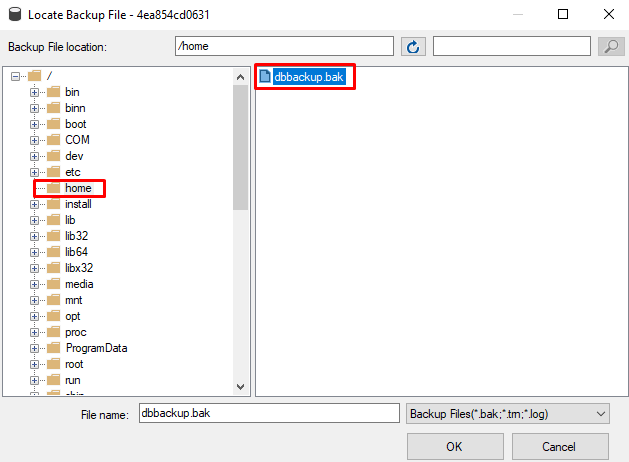 Locate Backup File - 4ea854cd0631
Backup File location:
/home
/
bin
binn
boot
COM
dev
etc
home
install
lib
lib32
lib64
libx32
media
mnt
opt
proc
ProgramData
root
run
dbbackup.bak
File name:
dbbackup.bak
Backup Files(*.bak;*.trn;*.log)
OK
Cancel